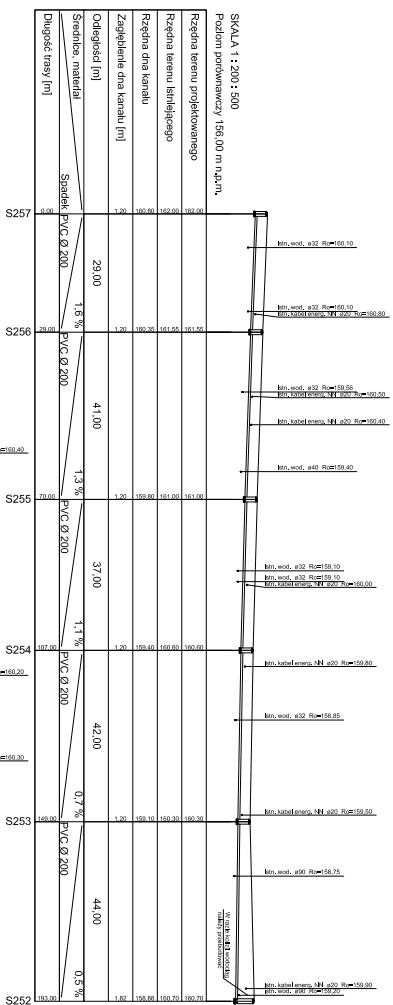 SKALA 1 : 200 : 500
Poziom porównawczy 156,00 m n.p.m.
Rzędna terenu projektowanego
162,00 161,55 161,00 160,60 160,30 160,70
Rzędna terenu istniejącego
162,00 161,55 161,00 160,60 160,30 160,70
Rzędna dna kanału
160,80 160,35 159,80 159,40 159,10 158,88
Zagłębienie dna kanału [m]
1,20 1,20 1,20 1,20 1,20 1,82
Odległości [m]
29,00 41,00 37,00 42,00 44,00
Średnice, materiał
Spadek
PVC Ø 200 1,6 %
PVC Ø 200 1,3 %
PVC Ø 200 1,1 %
PVC Ø 200 0,7 %
PVC Ø 200 0,5 %
Długość trasy [m]
0,00 29,00 70,00 107,00 149,00 193,00
S257 S256 S255 S254 S253 S252
Istn. wod. ø32 Ro=160,10
Istn. wod. ø32 Ro=160,10
Istn. kabel energ. NN ø20 Ro=160,80
Istn. wod. ø32 Ro=159,56
Istn. kabel energ. NN ø20 Ro=160,50
Istn. kabel energ. NN ø20 Ro=160,40
Istn. wod. ø40 Ro=159,40
Istn. wod. ø32 Ro=159,10
Istn. wod. ø32 Ro=159,10
Istn. kabel energ. NN ø20 Ro=160,00
Istn. kabel energ. NN ø20 Ro=159,80
Istn. wod. ø32 Ro=158,85
Istn. kabel energ. NN ø20 Ro=159,50
Istn. wod. ø90 Ro=158,75
W razie kolizji wodociąg
należy przebudować
Istn. kabel energ. NN ø20 Ro=159,90
Istn. wod. ø90 Ro=159,20
=160,40
=160,20
=160,30